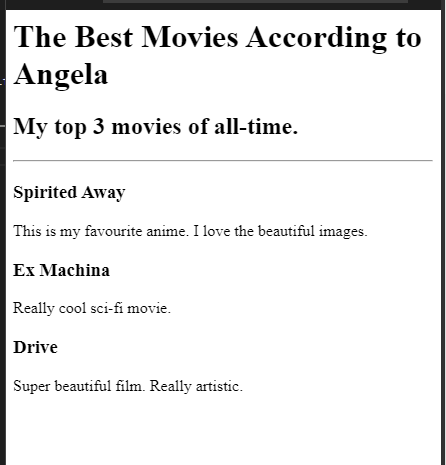 The Best Movies According to
Angela
My top 3 movies of all-time.
Spirited Away
This is my favourite anime. I love the beautiful images.
Ex Machina
Really cool sci-fi movie.
Drive
Super beautiful film. Really artistic.